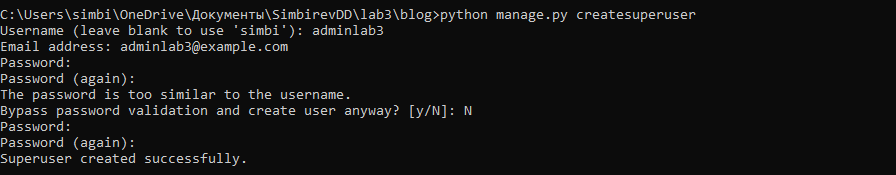 C:\Users\simbi\OneDrive\Документы\SimbirevDD\lab3\blog>python manage.py createsuperuser
Username (leave blank to use 'simbi'): adminlab3
Email address: adminlab3@example.com
Password:
Password (again):
The password is too similar to the username.
Bypass password validation and create user anyway? [y/N]: N
Password:
Password (again):
Superuser created successfully.